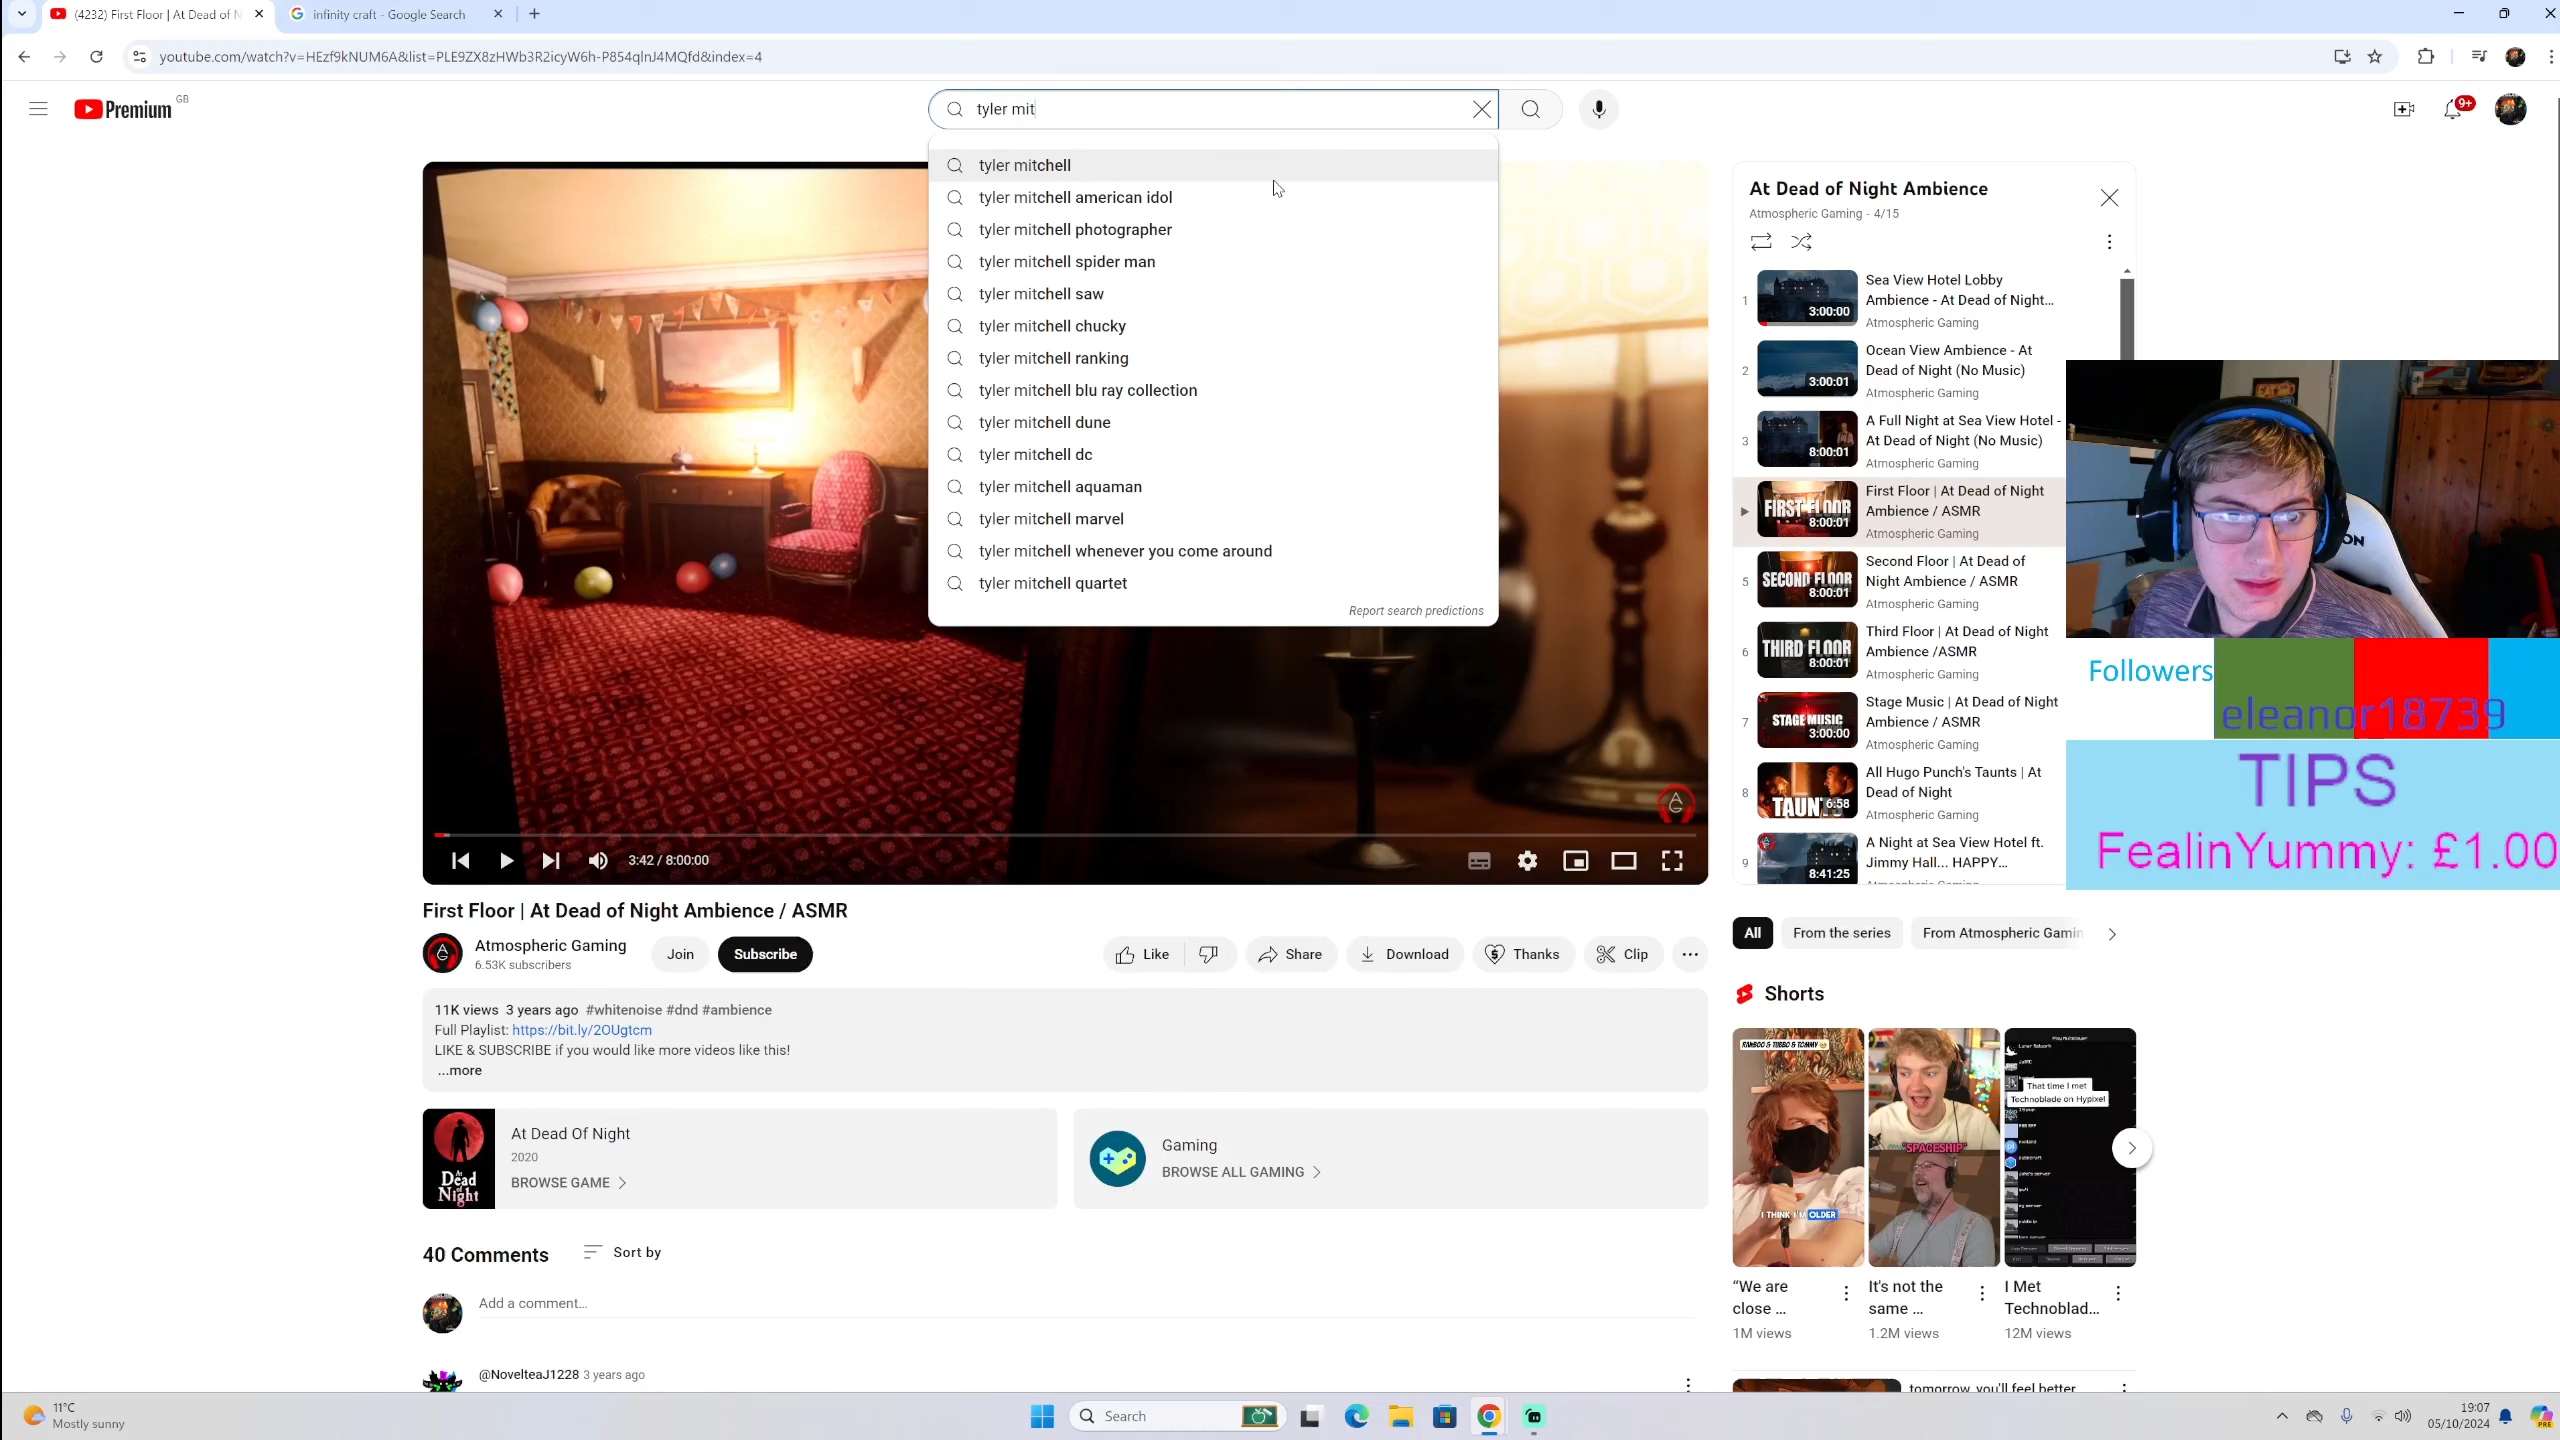 (4232) First Floor | At Dead of N
infinity craft - Google Search
youtube.com/watch?v=HEzf9kNUM6A&list=PLE9ZX8zHWb3R2icyW6h-P854qlnJ4MQfd&index=4
Premium
GB
tyler mit
9+
tyler mitchell
tyler mitchell american idol
tyler mitchell photographer
tyler mitchell spider man
tyler mitchell saw
tyler mitchell chucky
tyler mitchell ranking
tyler mitchell blu ray collection
tyler mitchell dune
tyler mitchell dc
tyler mitchell aquaman
tyler mitchell marvel
tyler mitchell whenever you come around
tyler mitchell quartet
Report search predictions
3:42 / 8:00:00
At Dead of Night Ambience
Atmospheric Gaming - 4/15
1
3:00:00
Sea View Hotel Lobby
Ambience - At Dead of Night...
Atmospheric Gaming
2
3:00:01
Ocean View Ambience - At
Dead of Night (No Music)
Atmospheric Gaming
3
8:00:01
A Full Night at Sea View Hotel -
At Dead of Night (No Music)
Atmospheric Gaming
FIRST FLOOR
8:00:01
First Floor | At Dead of Night
Ambience / ASMR
Atmospheric Gaming
5
SECOND FLOOR
8:00:01
Second Floor | At Dead of
Night Ambience / ASMR
Atmospheric Gaming
6
THIRD FLOOR
8:00:01
Third Floor | At Dead of Night
Ambience /ASMR
Atmospheric Gaming
7
STAGE MUSIC
3:00:00
Stage Music | At Dead of Night
Ambience / ASMR
Atmospheric Gaming
8
TAUNTS
6:58
All Hugo Punch's Taunts | At
Dead of Night
Atmospheric Gaming
9
8:41:25
A Night at Sea View Hotel ft.
Jimmy Hall... HAPPY...
Followers
eleanor18739
TIPS
FealinYummy: £1.00
First Floor | At Dead of Night Ambience / ASMR
Atmospheric Gaming
6.53K subscribers
Join
Subscribe
Like
Share
Download
Thanks
Clip
11K views 3 years ago #whitenoise #dnd #ambience
Full Playlist: https://bit.ly/2OUgtcm
LIKE & SUBSCRIBE if you would like more videos like this!
...more
At Dead of Night
At Dead Of Night
2020
BROWSE GAME
Gaming
BROWSE ALL GAMING
40 Comments
Sort by
Add a comment...
@NovelteaJ1228 3 years ago
All
From the series
From Atmospheric Gamin
Shorts
RANBOO & TUBBO & TOMMY
I THINK I'M OLDER
"SPACESHIP"
That time I met
Technoblade on Hypixel
"We are
close ...
1M views
It's not the
same ...
1.2M views
I Met
Technoblad...
12M views
tomorrow, you'll feel better
11°C
Mostly sunny
Search
19:07
05/10/2024